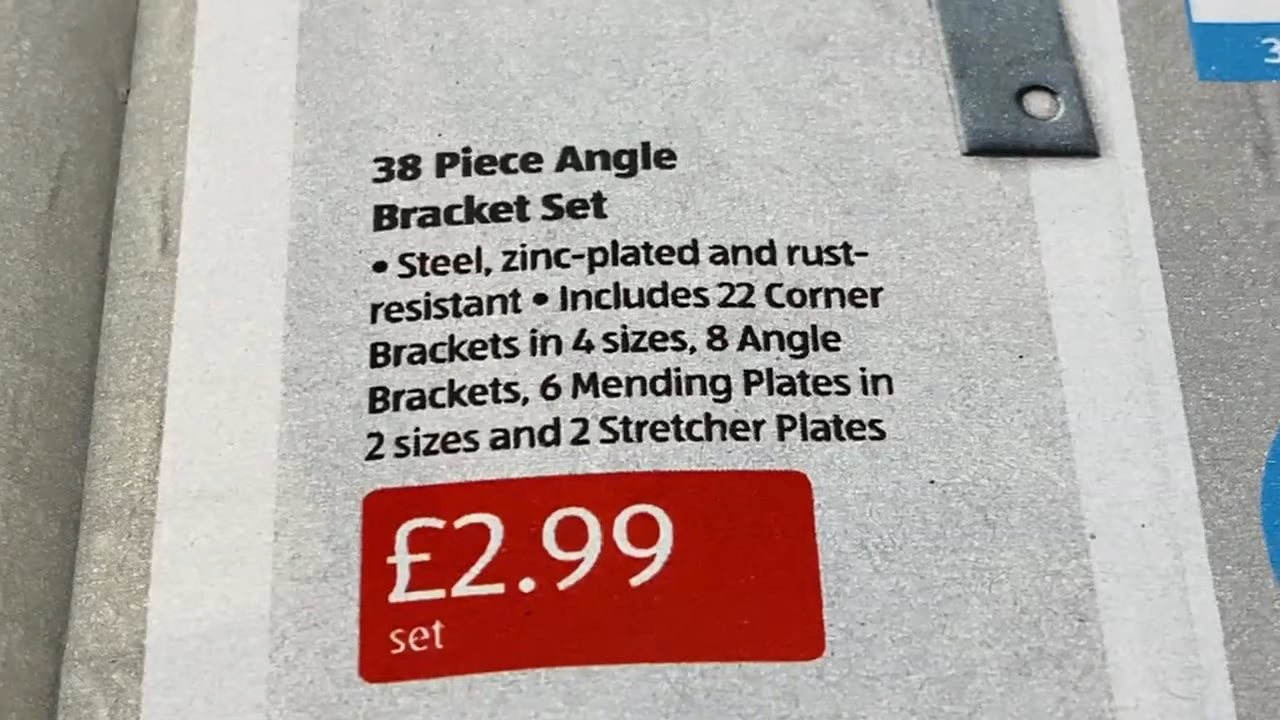 38 Piece Angle
Bracket Set
• Steel, zinc-plated and rust-
resistant • Includes 22 Corner
Brackets in 4 sizes, 8 Angle
Brackets, 6 Mending Plates in
2 sizes and 2 Stretcher Plates
£2.99
set
3